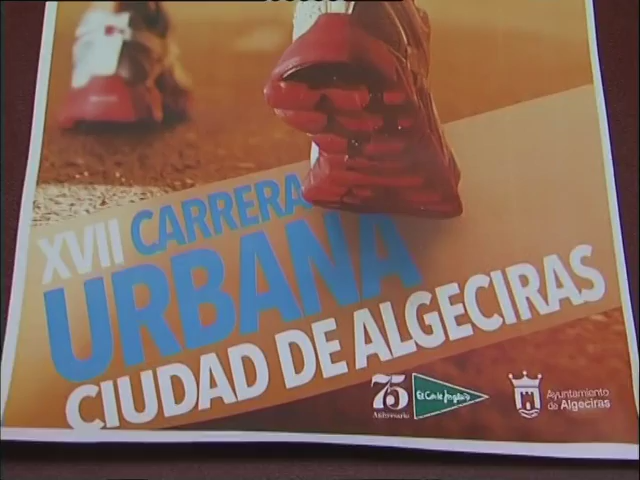 XVII CARRERA
URBANA
CIUDAD DE ALGECIRAS
75
Aniversario
El Corte Inglés
Ayuntamiento
de Algeciras